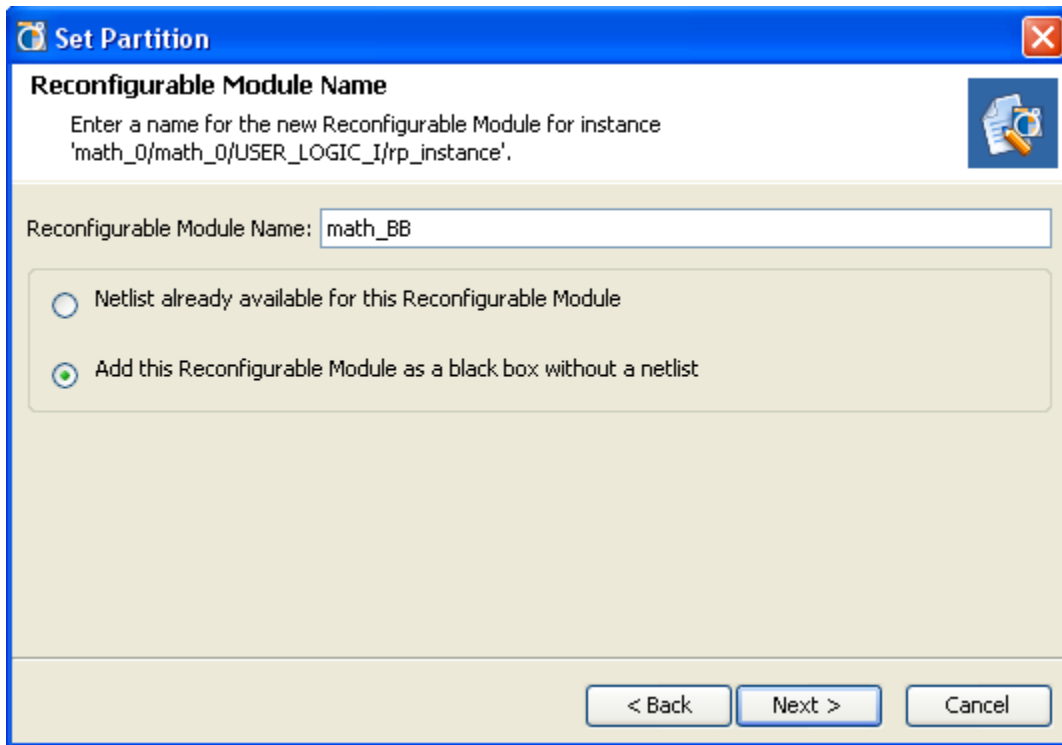 Set Partition
Reconfigurable Module Name
Enter a name for the new Reconfigurable Module for instance
'math_0/math_0/USER_LOGIC_I/rp_instance'.
Reconfigurable Module Name: math_BB
Netlist already available for this Reconfigurable Module
Add this Reconfigurable Module as a black box without a netlist
< Back Next > Cancel